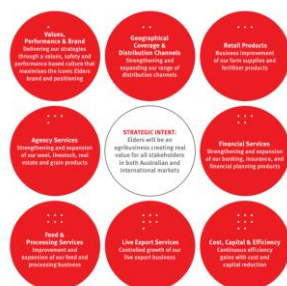 Values,
Performance & Brand
Delivering our strategies
through a values, safety and
performance based culture that
maximises the iconic Elders
brand and positioning
Geographical
Coverage &
Distribution Channels
Strengthening and
expanding our range of
distribution channels
Retail Products
Business improvement of
our farm supplies and
fertiliser products
Agency Services
Strengthening and expansion
of our wool, livestock, real
estate and grain products
STRATEGIC INTENT:
Elders will be an
agribusiness creating real
value for all stakeholders
in both Australian and
international markets
Financial Services
Strengthening and expansion
of our banking, insurance, and
financial planning products
Feed &
Processing Services
Improvement and
expansion of our feed and
processing business
Live Export Services
Controlled growth of our
live export business
Cost, Capital & Efficiency
Continuous efficiency
gains with cost and
capital reduction